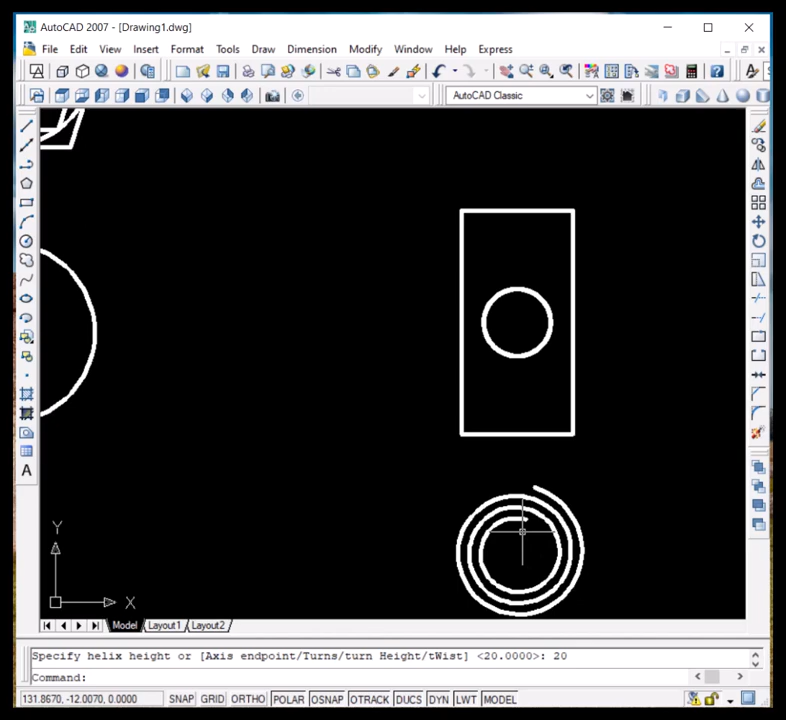 AutoCAD 2007 - [Drawing1.dwg]
File Edit View Insert Format Tools Draw Dimension Modify Window Help Express
AutoCAD Classic
A
Y
X
Model Layout1 Layout2
Specify helix height or [Axis endpoint/Turns/turn Height/tWist] <20.0000>: 20
Command:
131.8670, -12.0070, 0.0000 SNAP GRID ORTHO POLAR OSNAP OTRACK DUCS DYN LWT MODEL